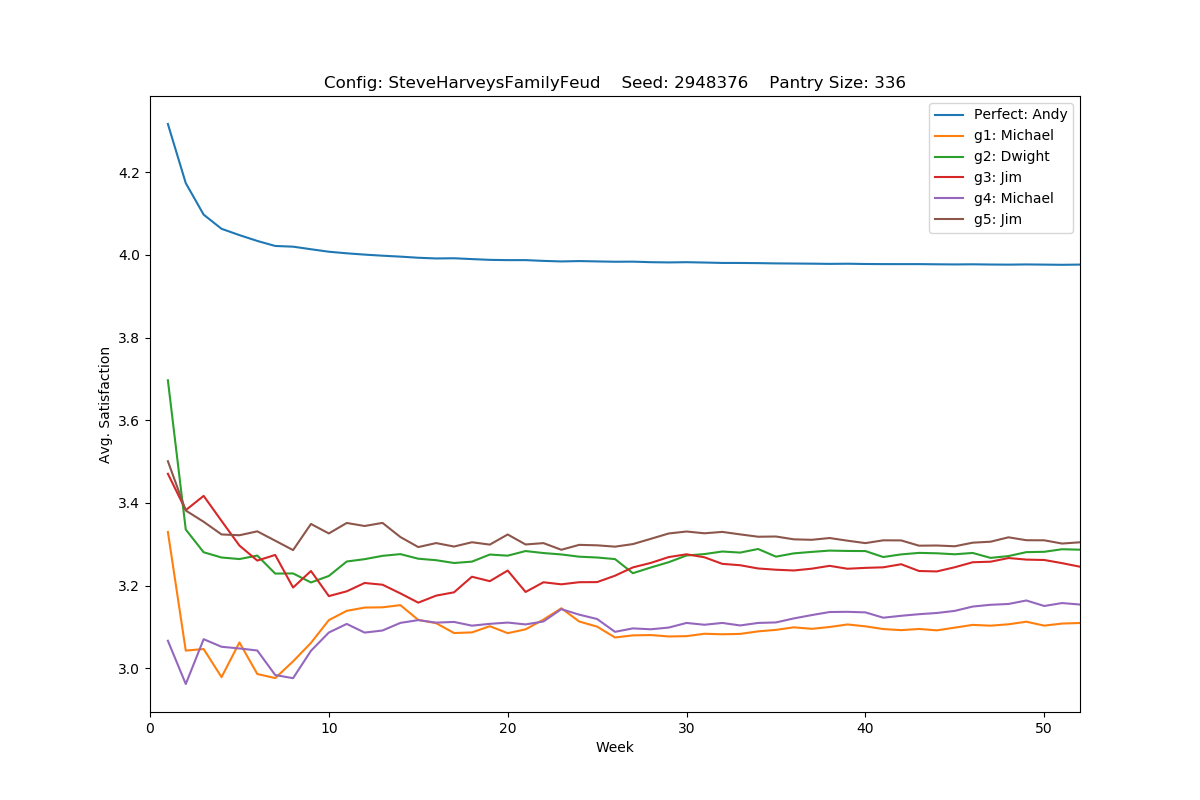 Config: SteveHarveysFamilyFeud    Seed: 2948376    Pantry Size: 336
Perfect: Andy
g1: Michael
g2: Dwight
g3: Jim
g4: Michael
g5: Jim
Avg. Satisfaction
4.2
4.0
3.8
3.6
3.4
3.2
3.0
0 10 20 30 40 50
Week